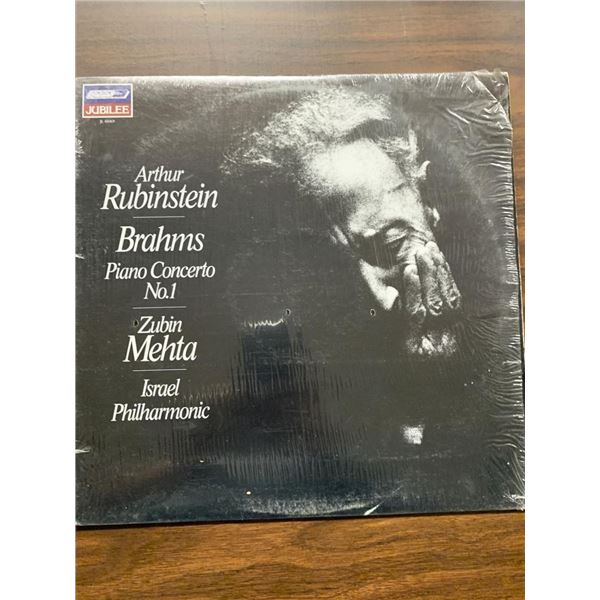 JUBILEE
Arthur
Rubinstein
Brahms
Piano Concerto
No.1
Zubin
Mehta
Israel
Philharmonic